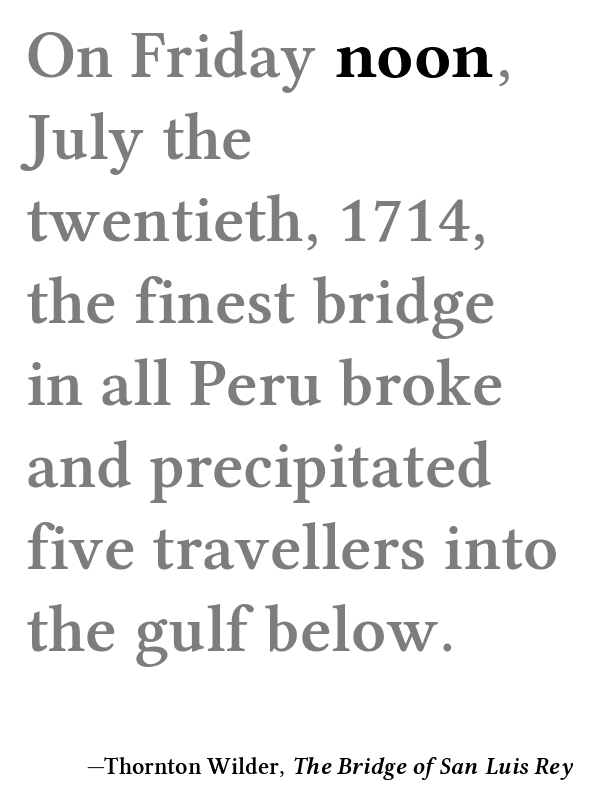 On Friday noon,
July the
twentieth, 1714,
the finest bridge
in all Peru broke
and precipitated
five travellers into
the gulf below.
—Thornton Wilder, The Bridge of San Luis Rey